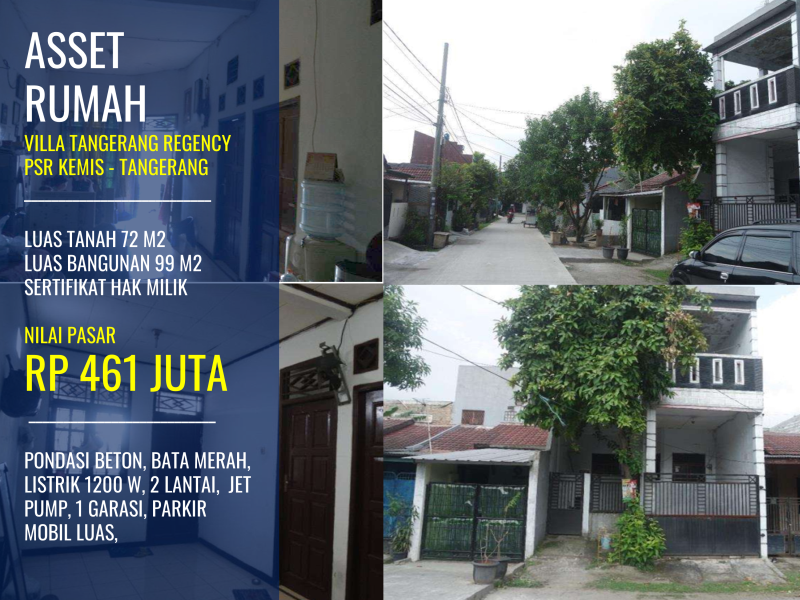 ASSET
RUMAH
VILLA TANGERANG REGENCY
PSR KEMIS - TANGERANG
LUAS TANAH 72 M2
LUAS BANGUNAN 99 M2
SERTIFIKAT HAK MILIK
NILAI PASAR
RP 461 JUTA
PONDASI BETON, BATA MERAH,
LISTRIK 1200 W, 2 LANTAI, JET
PUMP, 1 GARASI, PARKIR
MOBIL LUAS,